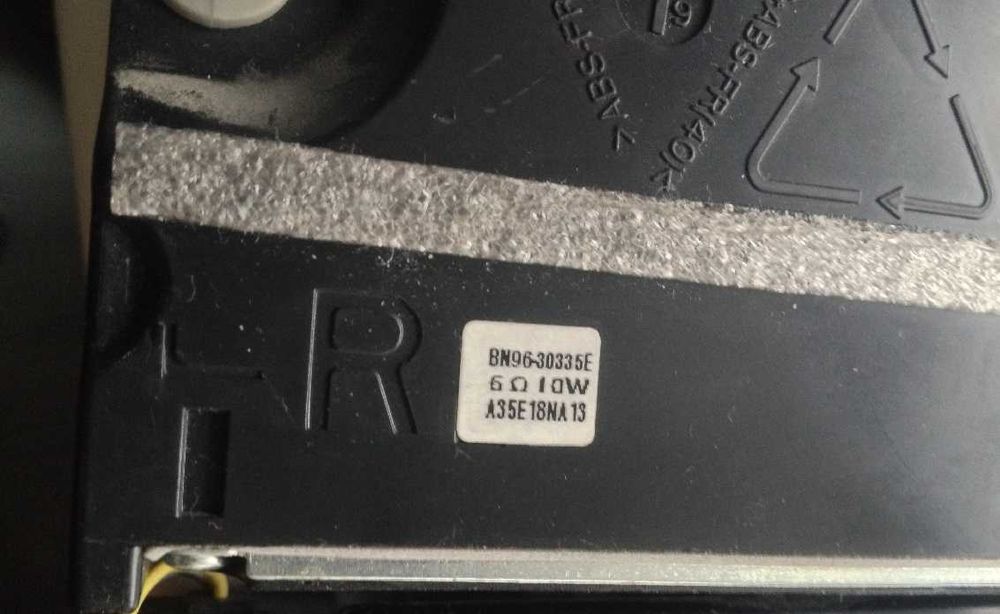 >ABS-FR
>ABS-FR(40)<
R
BN96-30335E
6Ω 10W
A35E18NA13